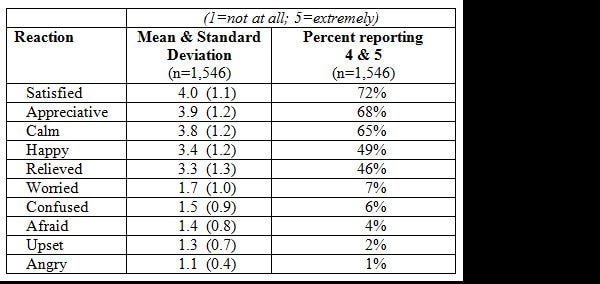 (1=not at all; 5=extremely)
Reaction Mean & Standard Percent reporting
Deviation 4 & 5
(n=1,546) (n=1,546)
Satisfied 4.0 (1.1) 72%
Appreciative 3.9 (1.2) 68%
Calm 3.8 (1.2) 65%
Happy 3.4 (1.2) 49%
Relieved 3.3 (1.3) 46%
Worried 1.7 (1.0) 7%
Confused 1.5 (0.9) 6%
Afraid 1.4 (0.8) 4%
Upset 1.3 (0.7) 2%
Angry 1.1 (0.4) 1%